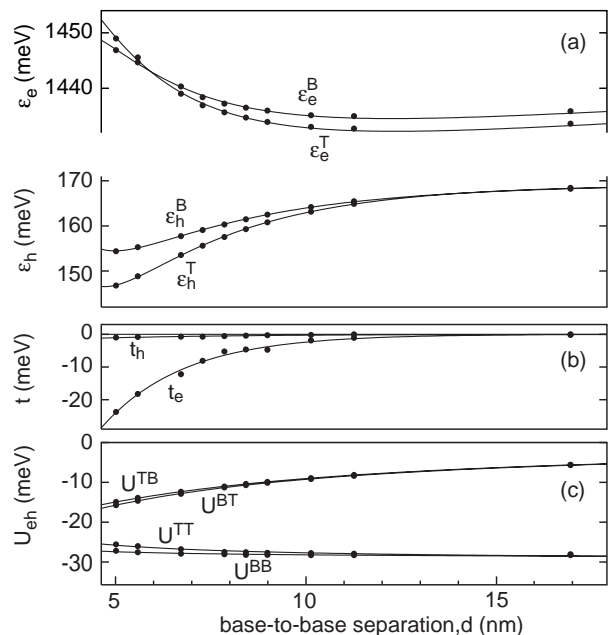 1450
1440
ε_e (meV)
(a)
ε_e^B
ε_e^T
170
160
150
ε_h (meV)
ε_h^B
ε_h^T
0
-10
-20
t (meV)
t_h
t_e
(b)
0
-10
-20
-30
U_eh (meV)
U^TB
U^BT
(c)
U^TT
U^BB
5 10 15
base-to-base separation,d (nm)